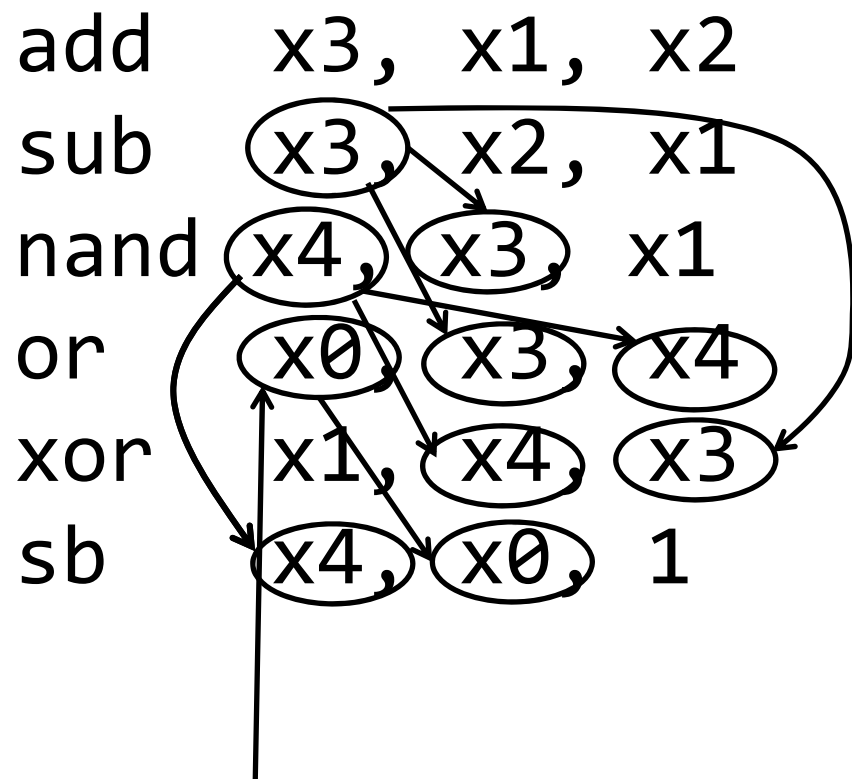 add x3, x1, x2
sub x3, x2, x1
nand x4, x3, x1
or x0, x3, x4
xor x1, x4, x3
sb x4, x0, 1